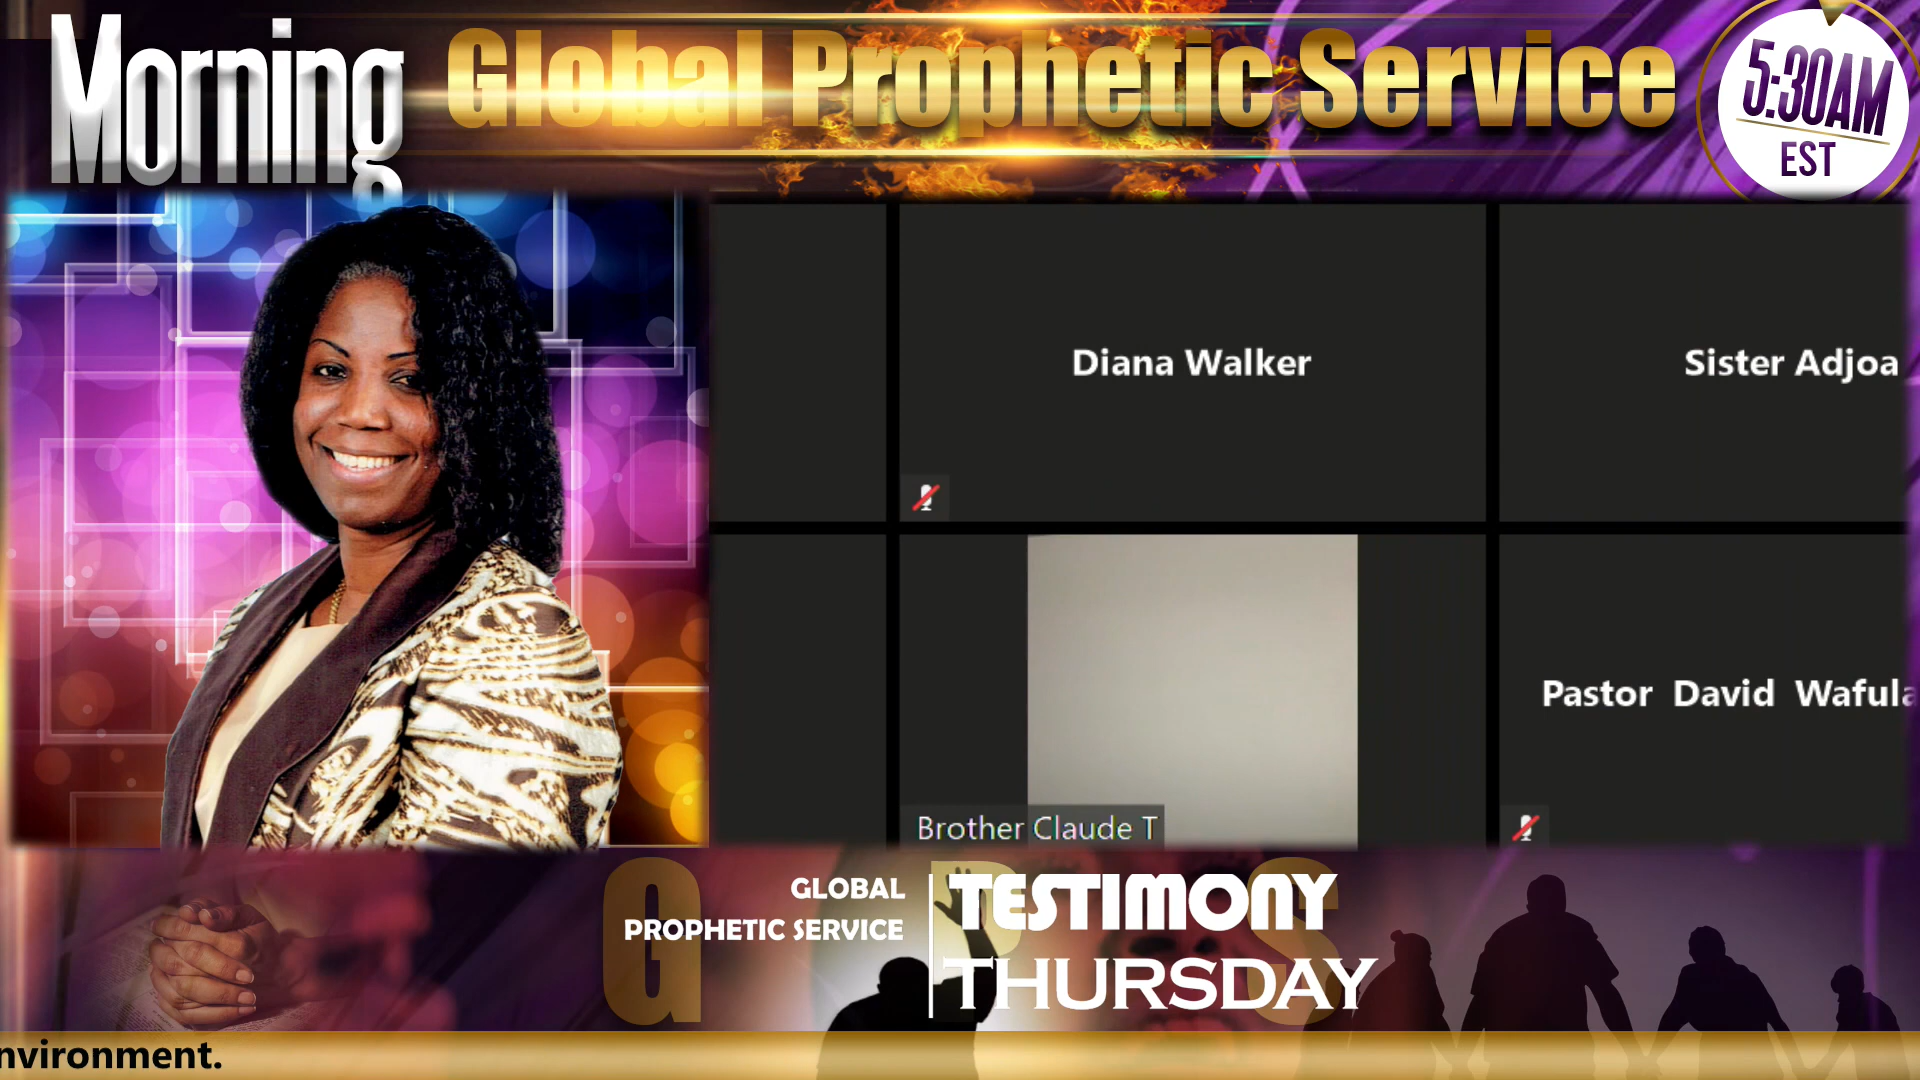 Morning
Global Prophetic Service
5:30AM
EST
Diana Walker
Sister Adjoa
Brother Claude T
Pastor David Wafula
GPS
GLOBAL
PROPHETIC SERVICE
TESTIMONY
THURSDAY
nvironment.